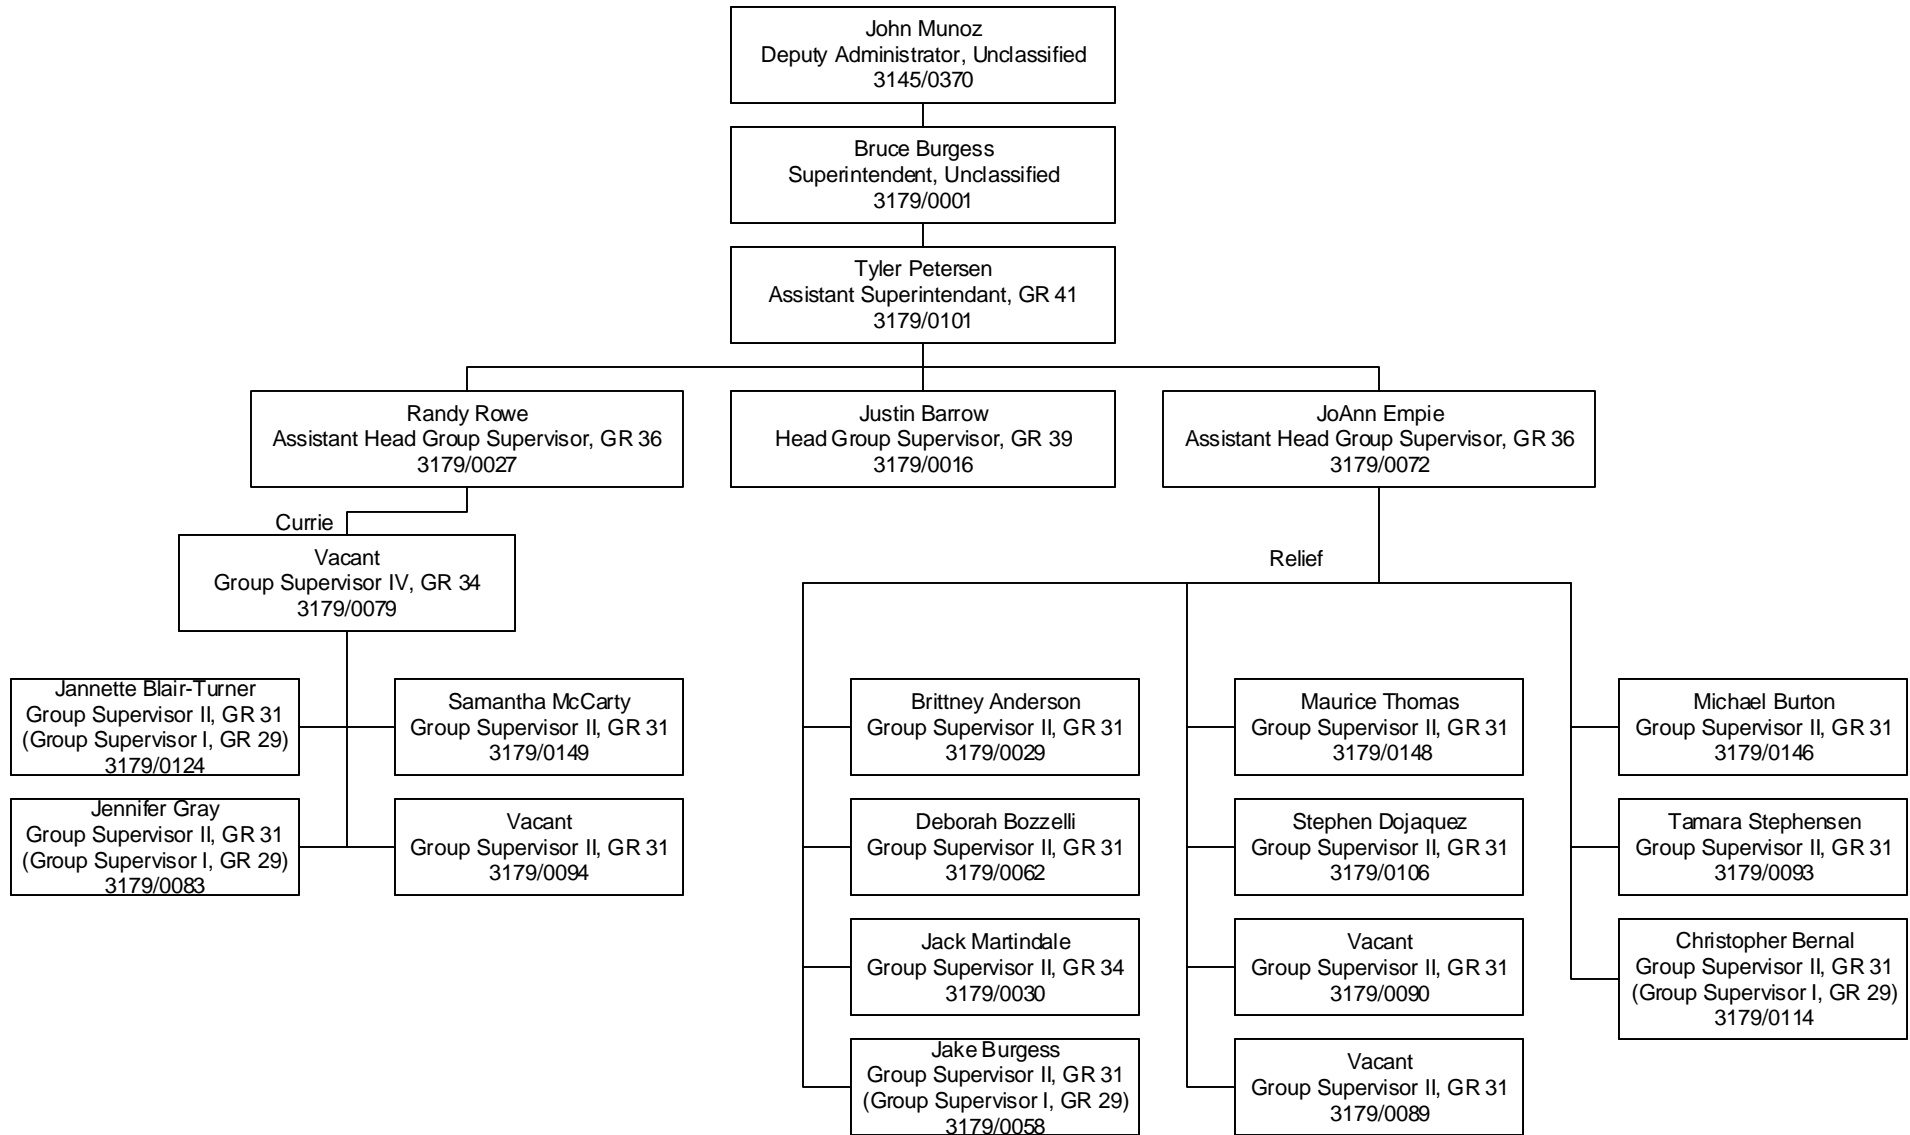 John Munoz
Deputy Administrator, Unclassified
3145/0370
Bruce Burgess
Superintendent, Unclassified
3179/0001
Tyler Petersen
Assistant Superintendant, GR 41
3179/0101
Randy Rowe
Assistant Head Group Supervisor, GR 36
3179/0027
Justin Barrow
Head Group Supervisor, GR 39
3179/0016
JoAnn Empie
Assistant Head Group Supervisor, GR 36
3179/0072
Currie
Vacant
Group Supervisor IV, GR 34
3179/0079
Relief
Jannette Blair-Turner
Group Supervisor II, GR 31
(Group Supervisor I, GR 29)
3179/0124
Samantha McCarty
Group Supervisor II, GR 31
3179/0149
Jennifer Gray
Group Supervisor II, GR 31
(Group Supervisor I, GR 29)
3179/0083
Vacant
Group Supervisor II, GR 31
3179/0094
Brittney Anderson
Group Supervisor II, GR 31
3179/0029
Deborah Bozzelli
Group Supervisor II, GR 31
3179/0062
Jack Martindale
Group Supervisor II, GR 34
3179/0030
Jake Burgess
Group Supervisor II, GR 31
(Group Supervisor I, GR 29)
3179/0058
Maurice Thomas
Group Supervisor II, GR 31
3179/0148
Stephen Dojaquez
Group Supervisor II, GR 31
3179/0106
Vacant
Group Supervisor II, GR 31
3179/0090
Vacant
Group Supervisor II, GR 31
3179/0089
Michael Burton
Group Supervisor II, GR 31
3179/0146
Tamara Stephensen
Group Supervisor II, GR 31
3179/0093
Christopher Bernal
Group Supervisor II, GR 31
(Group Supervisor I, GR 29)
3179/0114